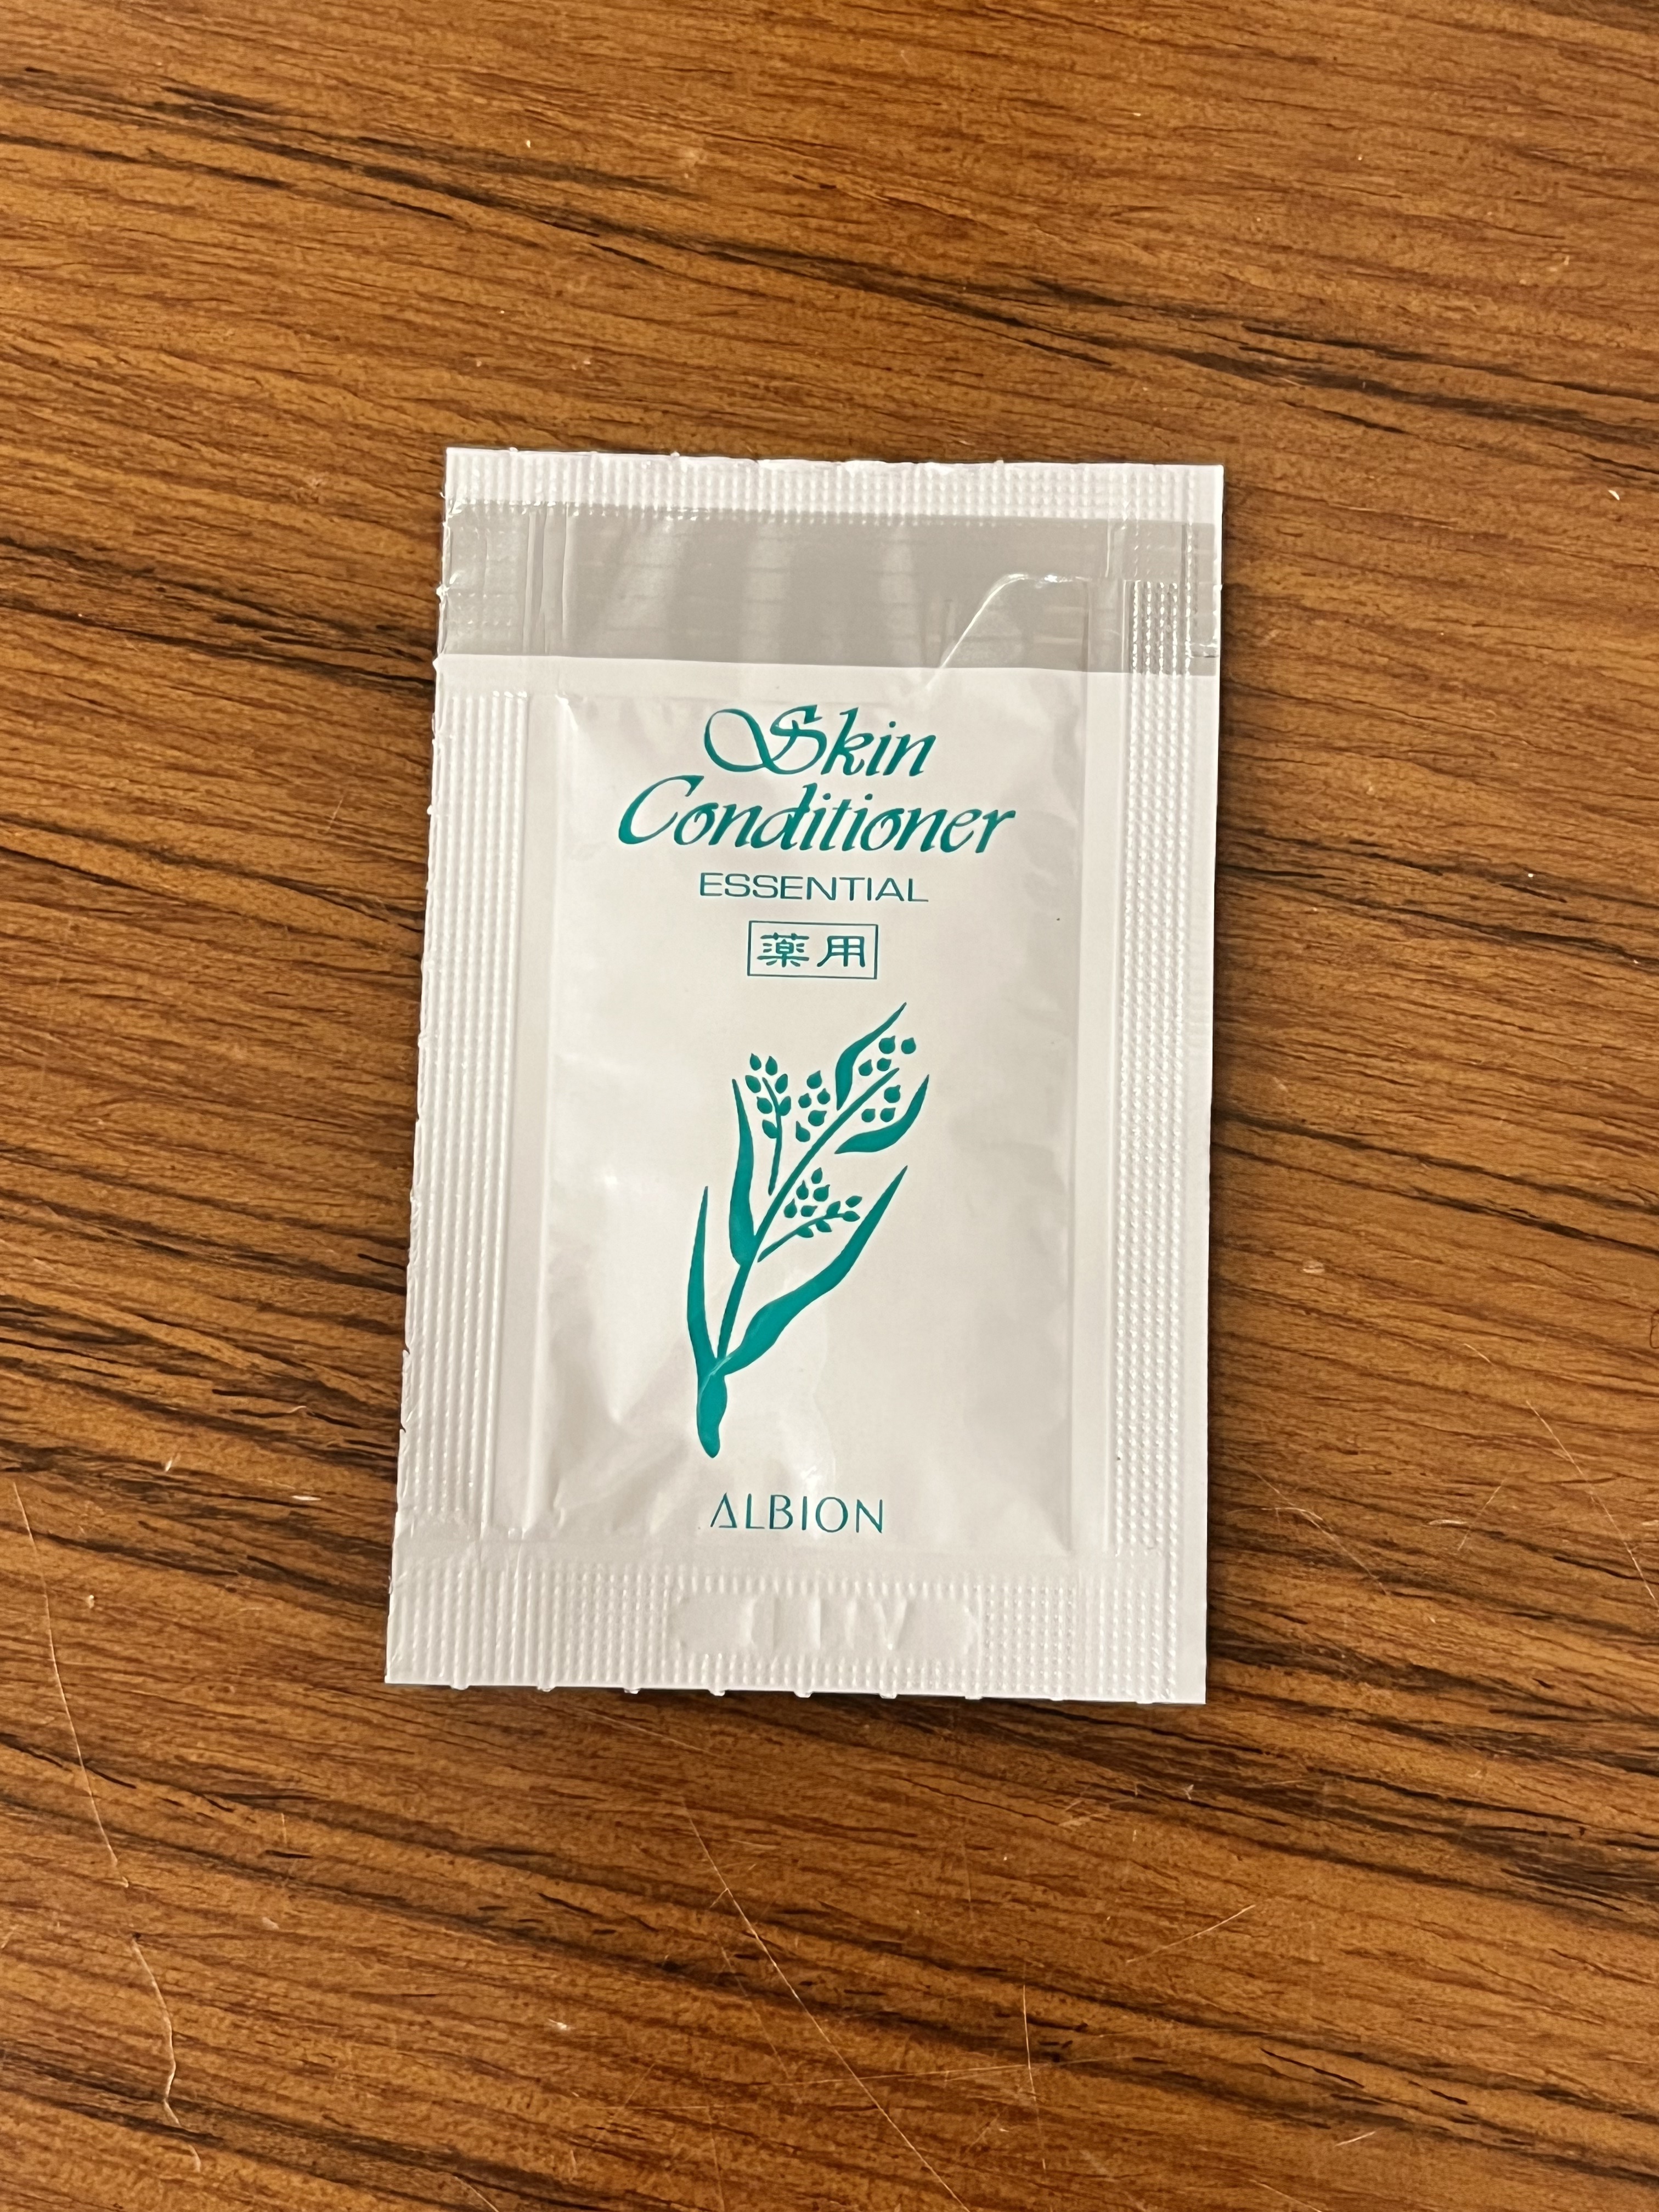 Skin
Conditioner
ESSENTIAL
薬用
ALBION